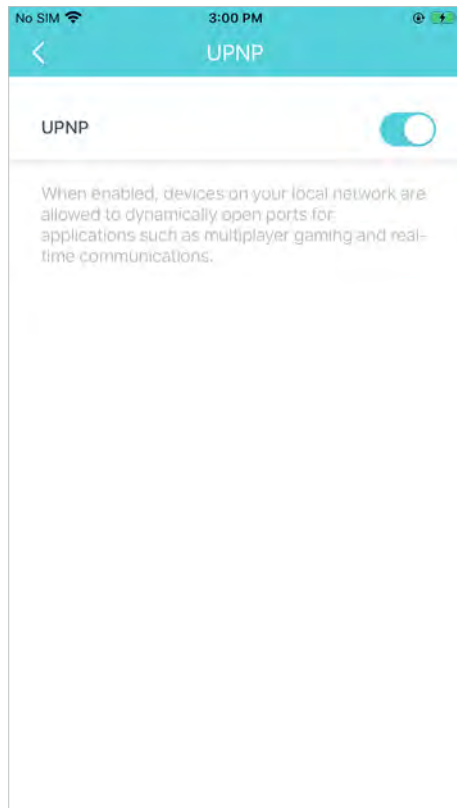 No SIM 3:00 PM
UPNP
UPNP
When enabled, devices on your local network are
allowed to dynamically open ports for
applications such as multiplayer gaming and real-
time communications.